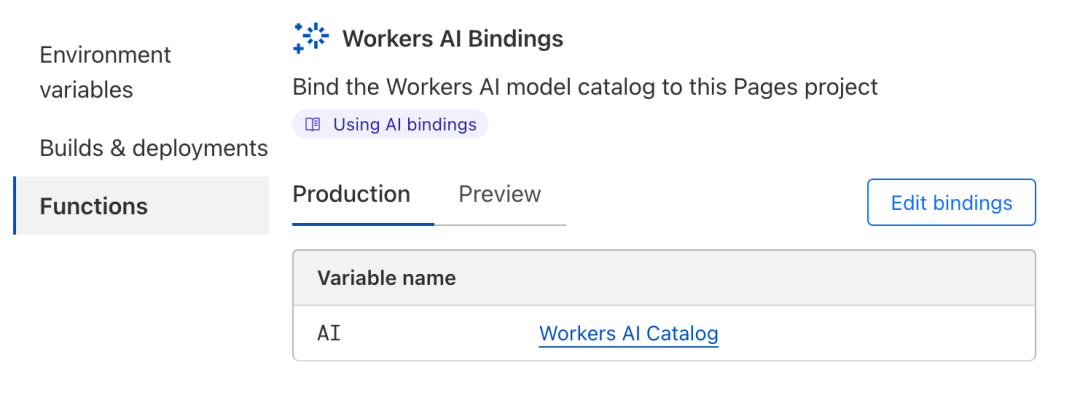 Environment
variables
Builds & deployments
Functions
Workers AI Bindings
Bind the Workers AI model catalog to this Pages project
Using AI bindings
Production
Preview
Edit bindings
Variable name
AI
Workers AI Catalog